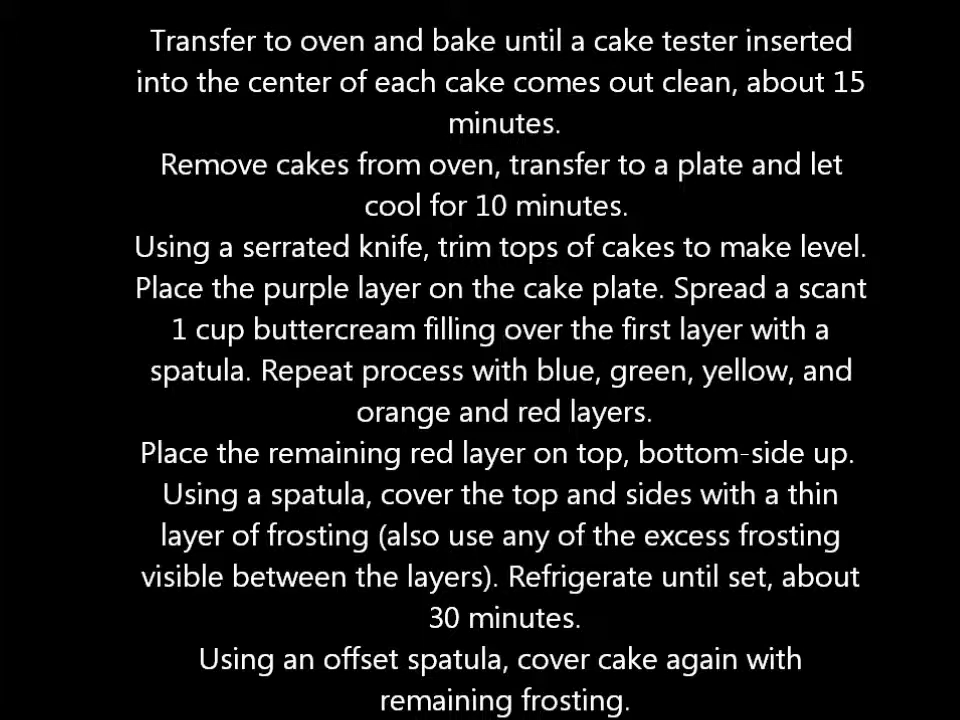 Transfer to oven and bake until a cake tester inserted
into the center of each cake comes out clean, about 15
minutes.
Remove cakes from oven, transfer to a plate and let
cool for 10 minutes.
Using a serrated knife, trim tops of cakes to make level.
Place the purple layer on the cake plate. Spread a scant
1 cup buttercream filling over the first layer with a
spatula. Repeat process with blue, green, yellow, and
orange and red layers.
Place the remaining red layer on top, bottom-side up.
Using a spatula, cover the top and sides with a thin
layer of frosting (also use any of the excess frosting
visible between the layers). Refrigerate until set, about
30 minutes.
Using an offset spatula, cover cake again with
remaining frosting.